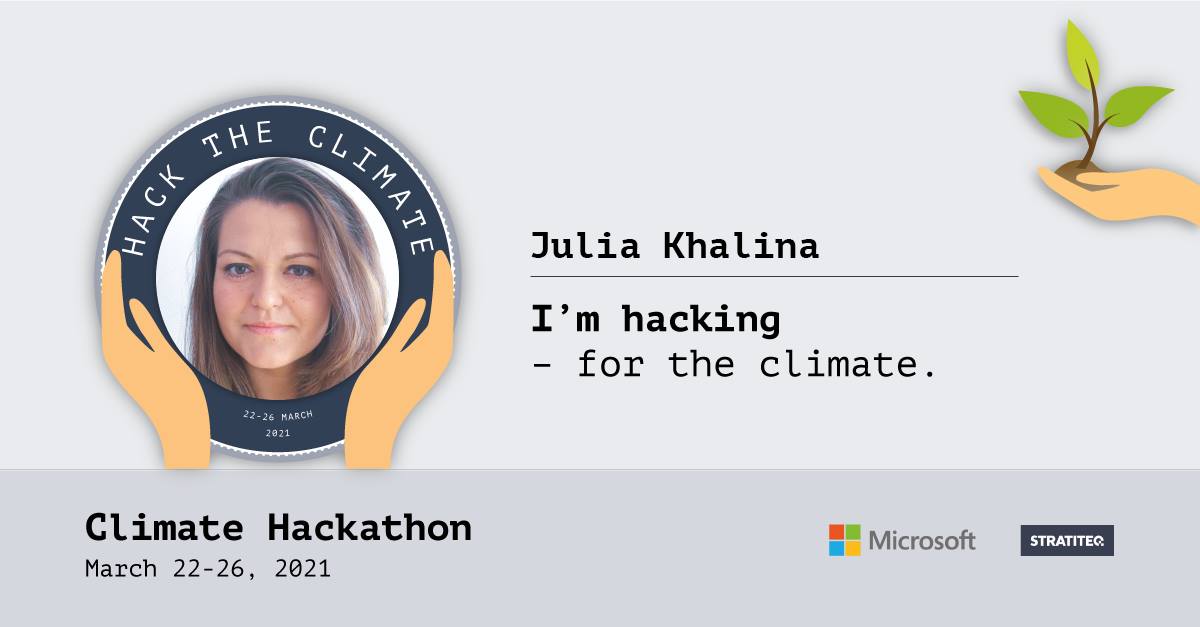 HACK THE CLIMATE
22-26 MARCH
2021
Julia Khalina
I’m hacking
– for the climate.
Climate Hackathon
March 22-26, 2021
Microsoft
STRATITEQ